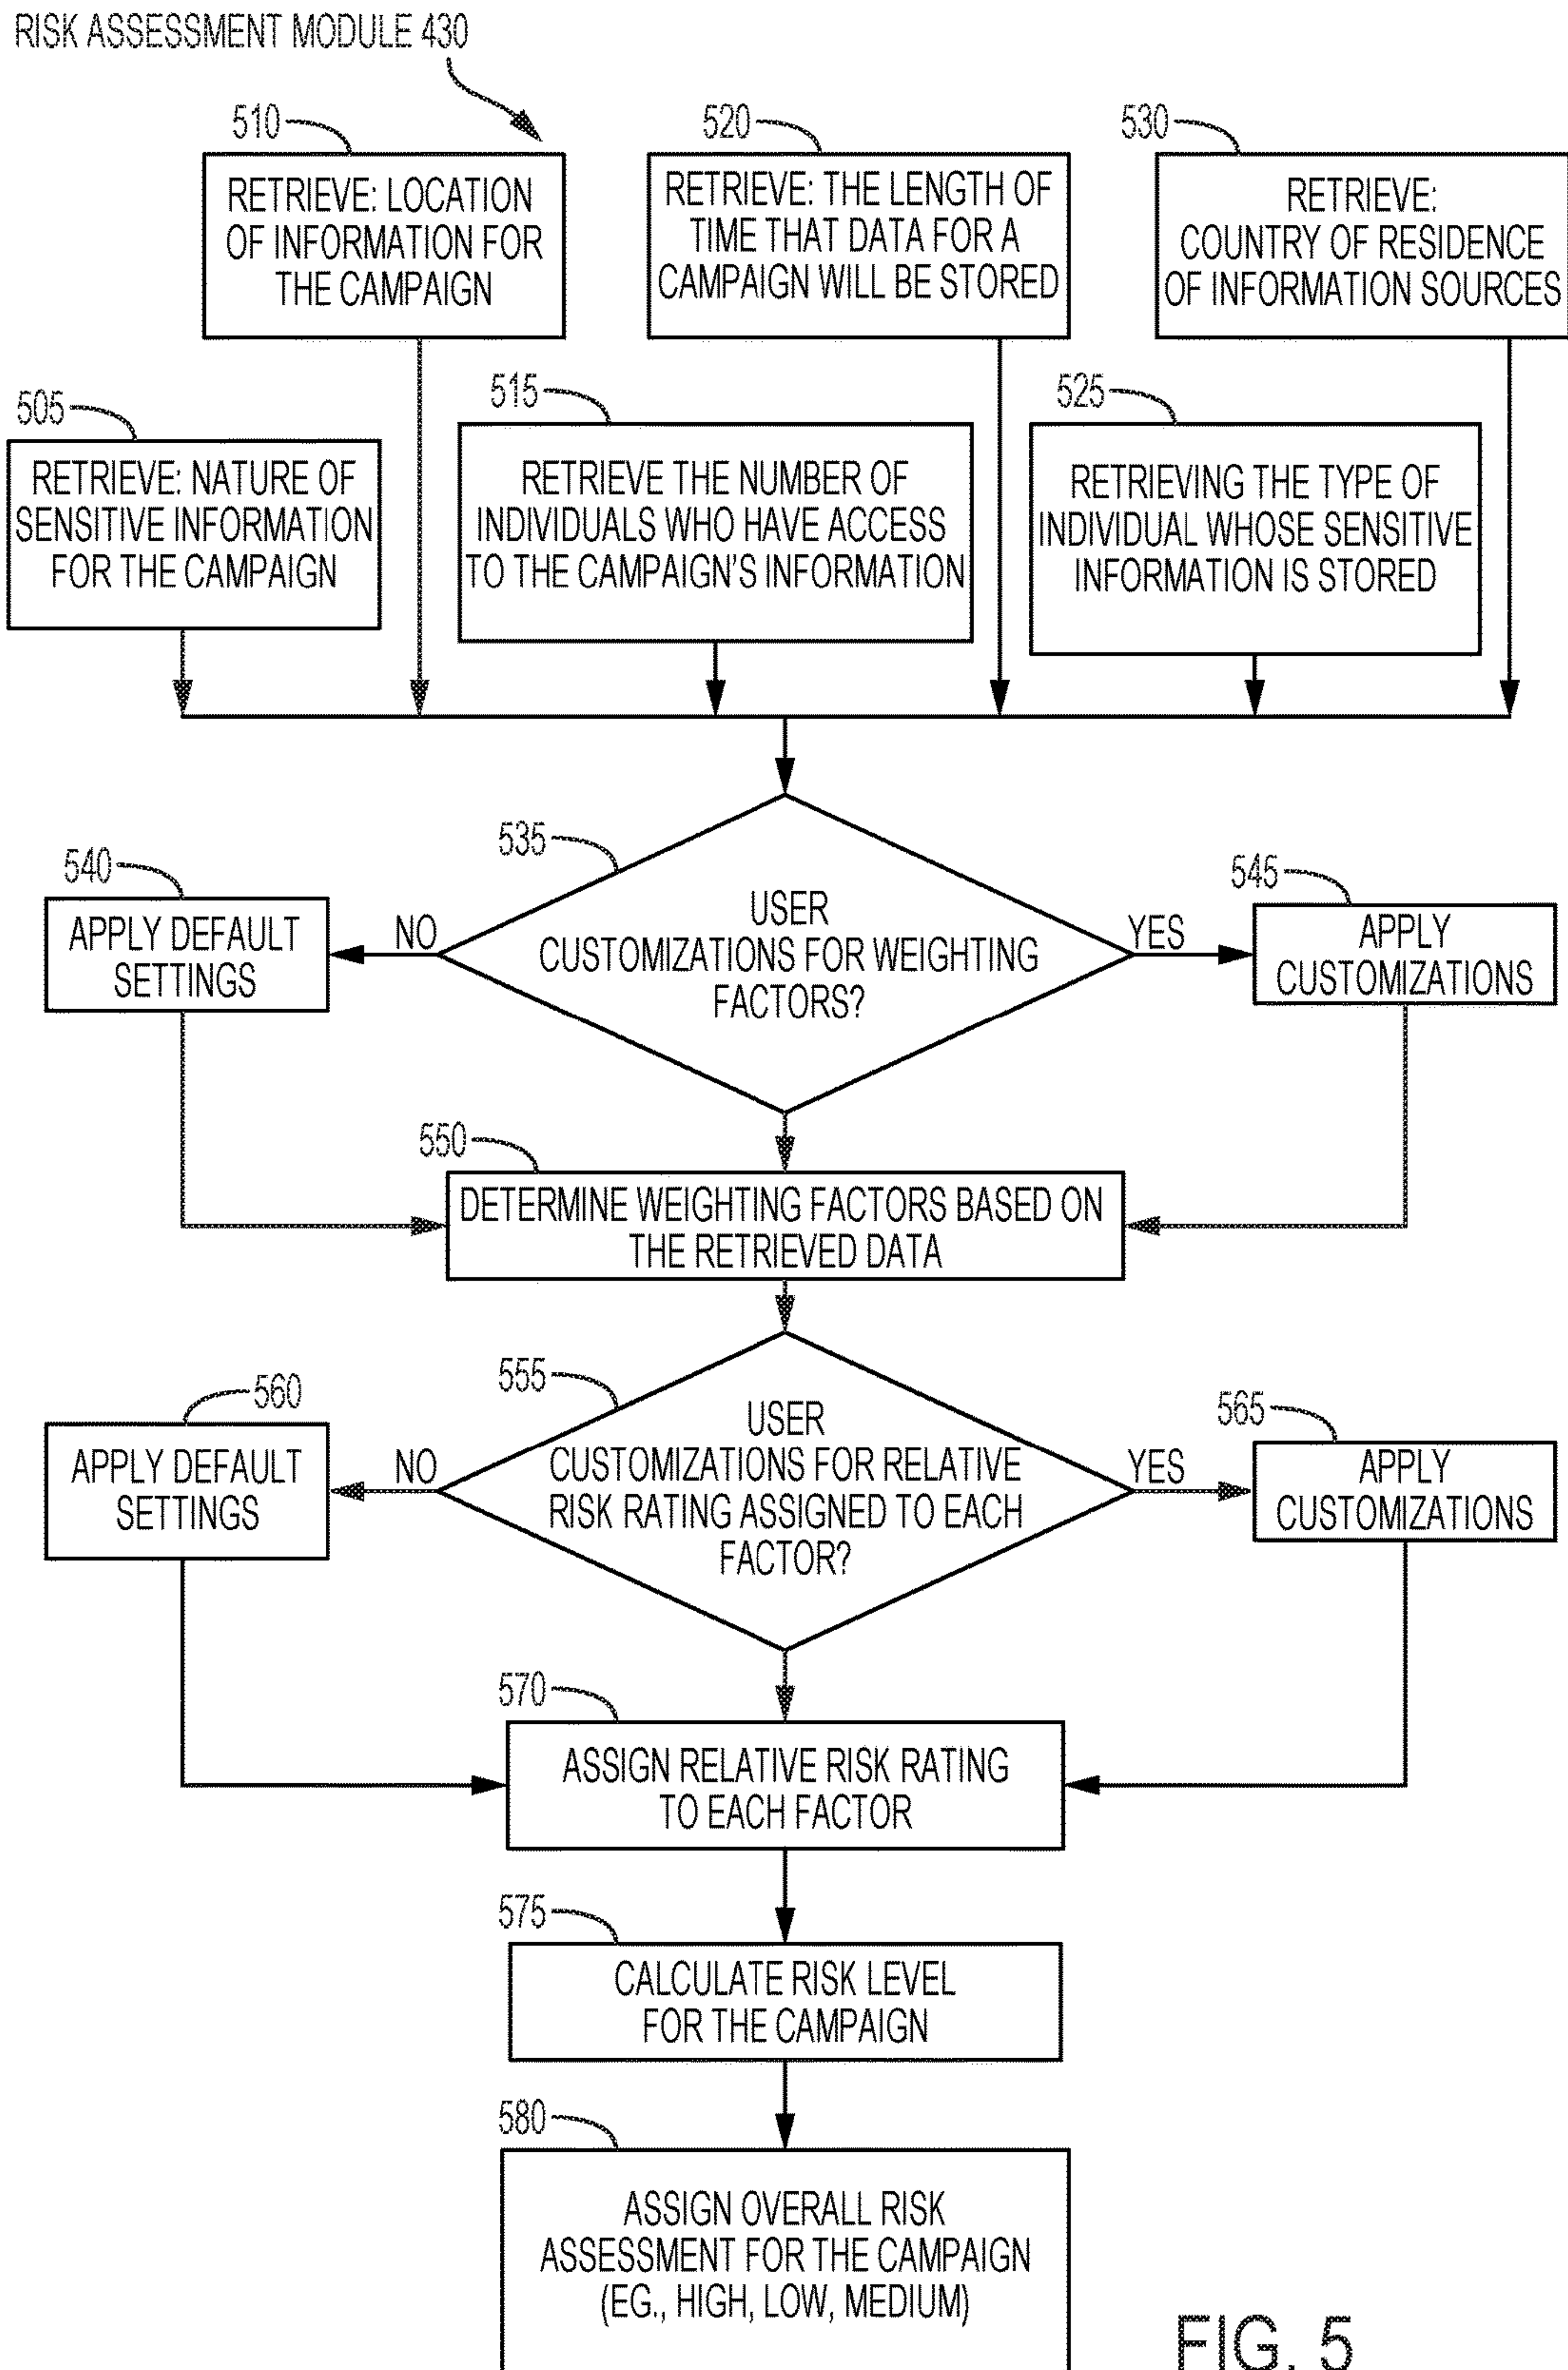 RISK ASSESSMENT MODULE 430
510
RETRIEVE: LOCATION
OF INFORMATION FOR
THE CAMPAIGN
520
RETRIEVE: THE LENGTH OF
TIME THAT DATA FOR A
CAMPAIGN WILL BE STORED
530
RETRIEVE:
COUNTRY OF RESIDENCE
OF INFORMATION SOURCES
505
RETRIEVE: NATURE OF
SENSITIVE INFORMATION
FOR THE CAMPAIGN
515
RETRIEVE THE NUMBER OF
INDIVIDUALS WHO HAVE ACCESS
TO THE CAMPAIGN'S INFORMATION
525
RETRIEVING THE TYPE OF
INDIVIDUAL WHOSE SENSITIVE
INFORMATION IS STORED
535
USER
CUSTOMIZATIONS FOR WEIGHTING
FACTORS?
540
NO
APPLY DEFAULT
SETTINGS
545
YES
APPLY
CUSTOMIZATIONS
550
DETERMINE WEIGHTING FACTORS BASED ON
THE RETRIEVED DATA
555
USER
CUSTOMIZATIONS FOR RELATIVE
RISK RATING ASSIGNED TO EACH
FACTOR?
560
NO
APPLY DEFAULT
SETTINGS
565
YES
APPLY
CUSTOMIZATIONS
570
ASSIGN RELATIVE RISK RATING
TO EACH FACTOR
575
CALCULATE RISK LEVEL
FOR THE CAMPAIGN
580
ASSIGN OVERALL RISK
ASSESSMENT FOR THE CAMPAIGN
(EG., HIGH, LOW, MEDIUM)
FIG. 5